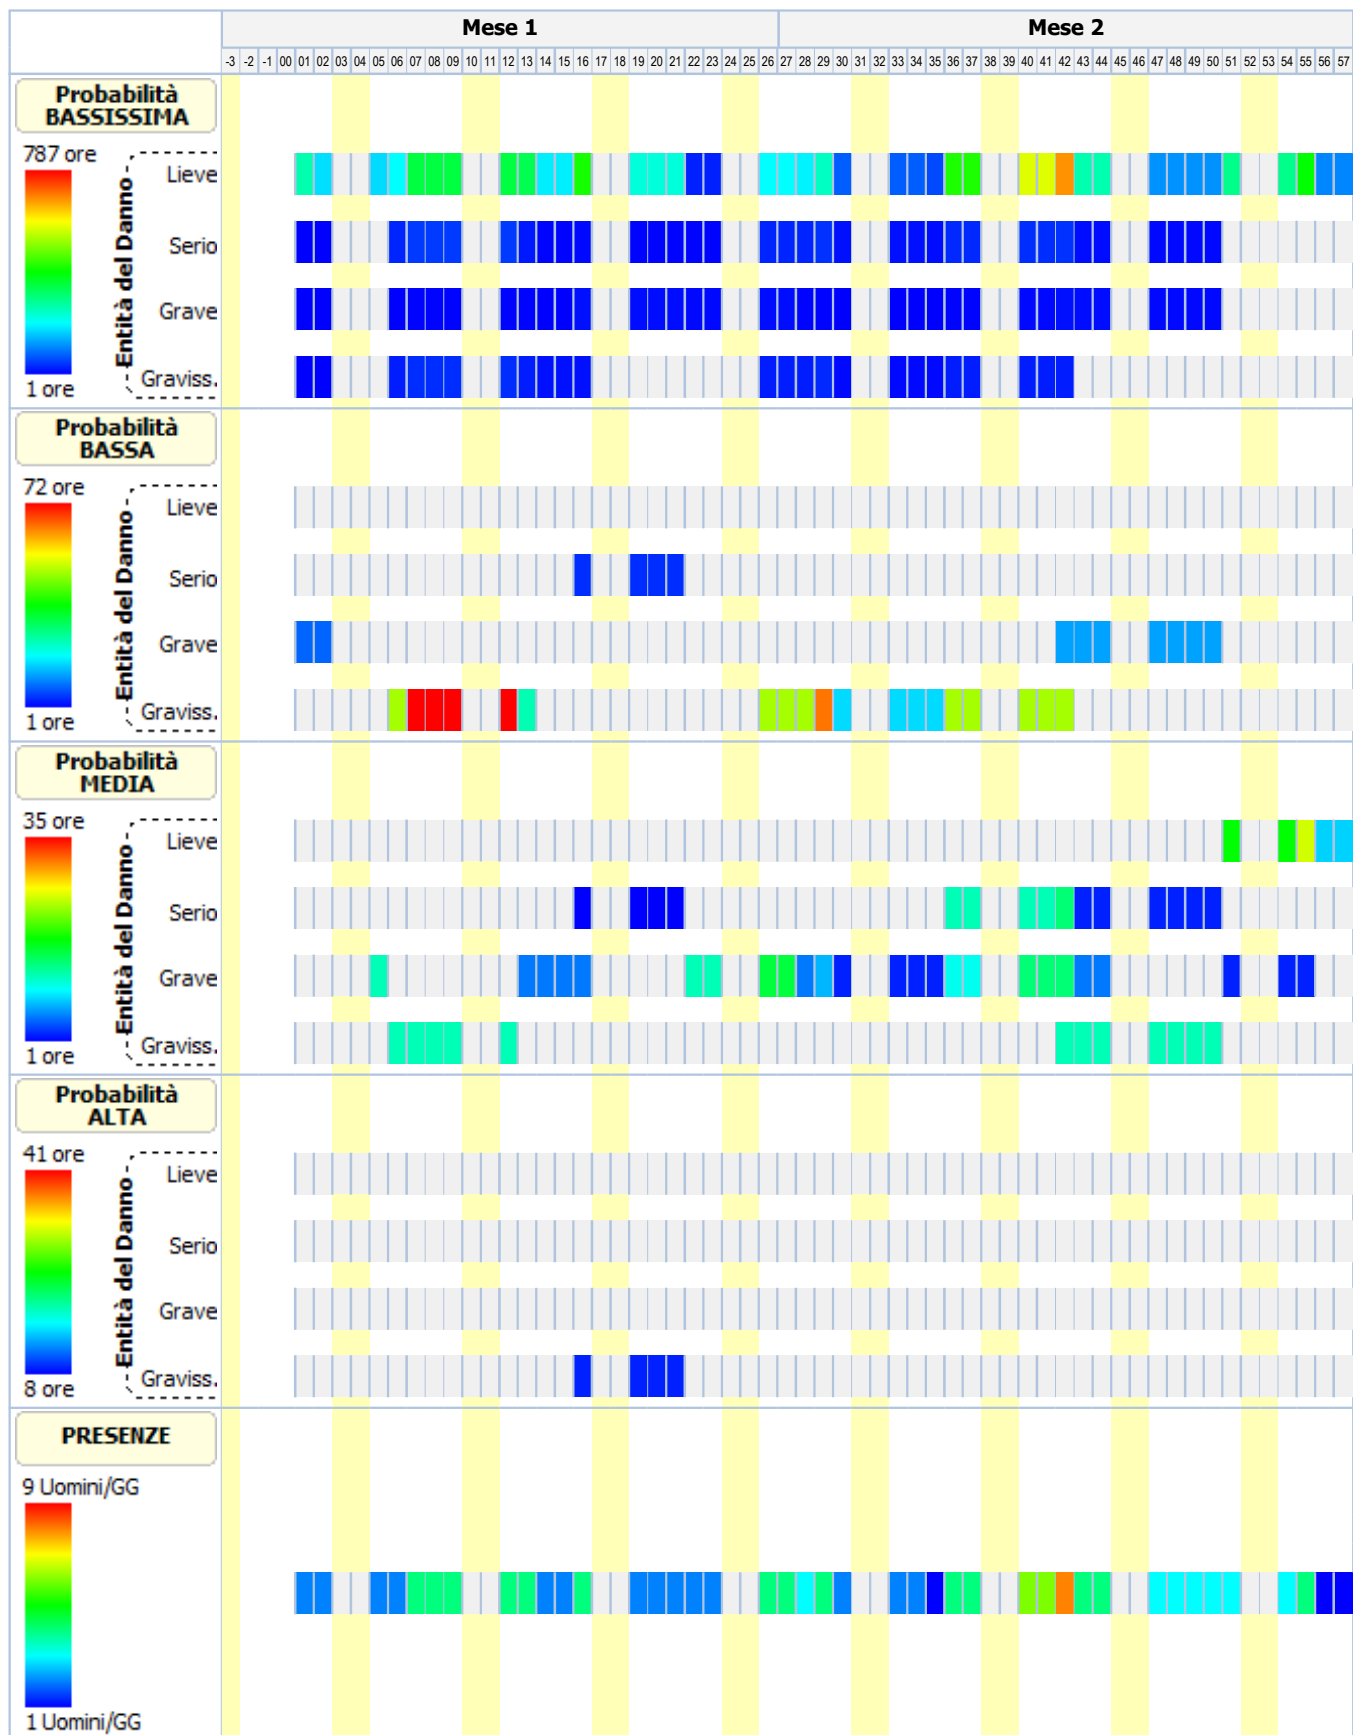 Mese 1 Mese 2
-3 -2 -1 00 01 02 03 04 05 06 07 08 09 10 11 12 13 14 15 16 17 18 19 20 21 22 23 24 25 26 27 28 29 30 31 32 33 34 35 36 37 38 39 40 41 42 43 44 45 46 47 48 49 50 51 52 53 54 55 56 57
Probabilità
BASSISSIMA
787 ore
Entità del Danno
Lieve
Serio
Grave
Graviss.
1 ore
Probabilità
BASSA
72 ore
Entità del Danno
Lieve
Serio
Grave
Graviss.
1 ore
Probabilità
MEDIA
35 ore
Entità del Danno
Lieve
Serio
Grave
Graviss.
1 ore
Probabilità
ALTA
41 ore
Entità del Danno
Lieve
Serio
Grave
Graviss.
8 ore
PRESENZE
9 Uomini/GG
1 Uomini/GG